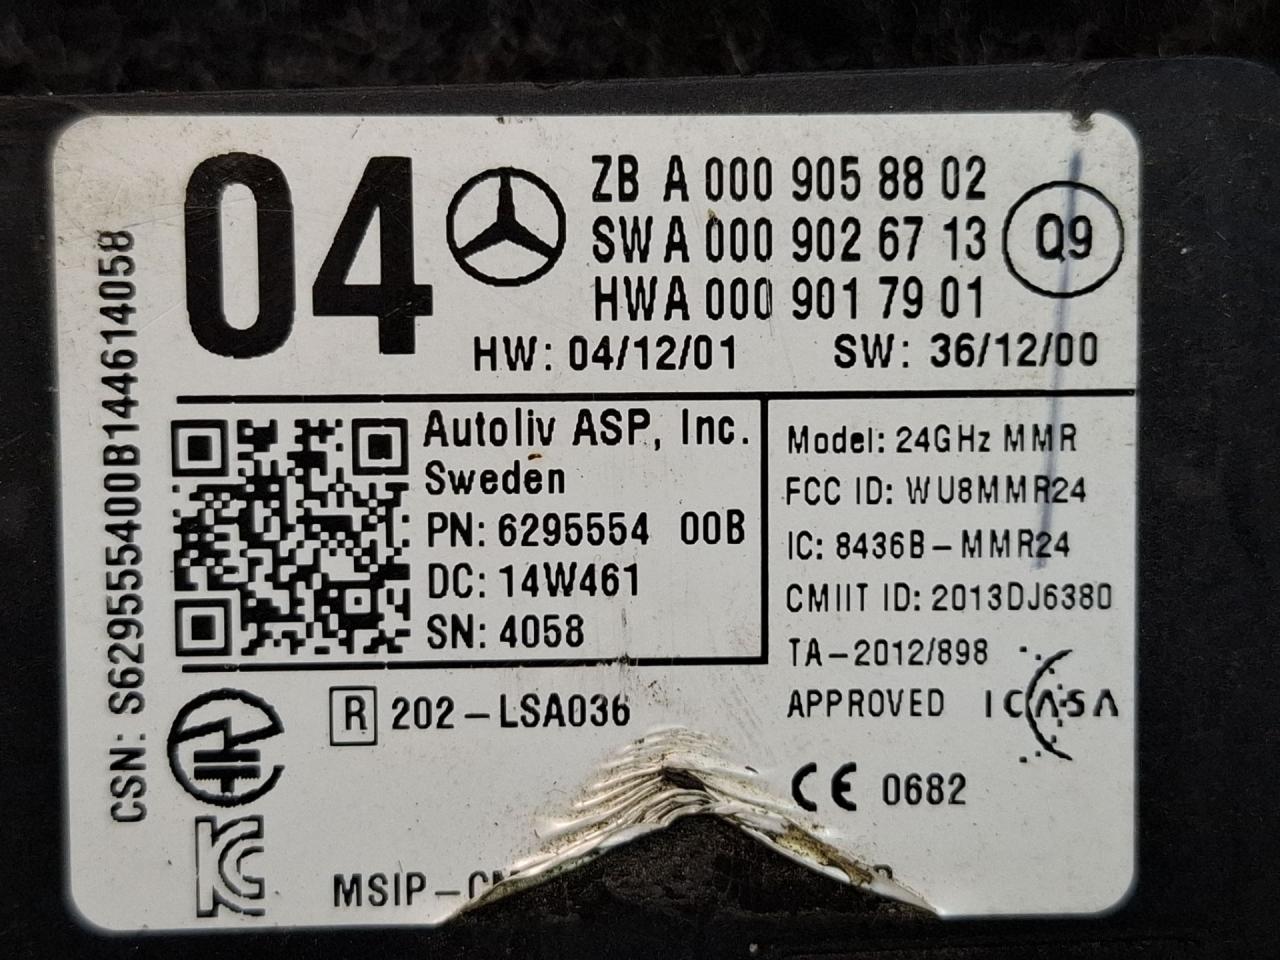 04
ZB A 000 905 88 02
SW A 000 902 67 13
HW A 000 901 79 01
Q9
HW: 04/12/01 SW: 36/12/00
CSN: S629555400B144614058
Autoliv ASP, Inc.
Sweden
PN: 6295554 00B
DC: 14W461
SN: 4058
Model: 24GHz MMR
FCC ID: WU8MMR24
IC: 8436B-MMR24
CMIIT ID: 2013DJ6380
TA-2012/898
APPROVED ICASA
R 202-LSA036
CE 0682
KC
MSIP-